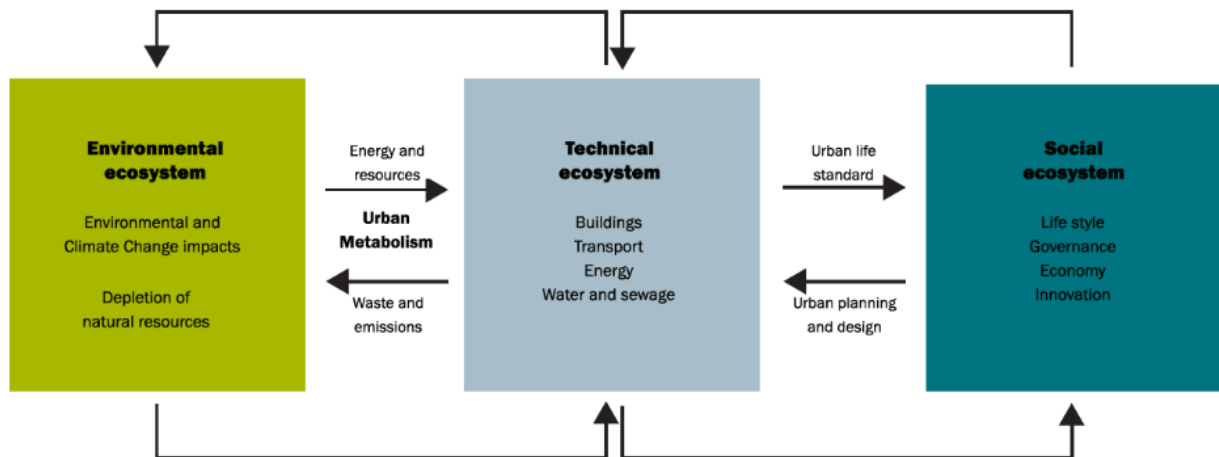 Environmental
ecosystem
Environmental and
Climate Change impacts
Depletion of
natural resources
Energy and
resources
Urban
Metabolism
Waste and
emissions
Technical
ecosystem
Buildings
Transport
Energy
Water and sewage
Urban life
standard
Urban planning
and design
Social
ecosystem
Life style
Governance
Economy
Innovation